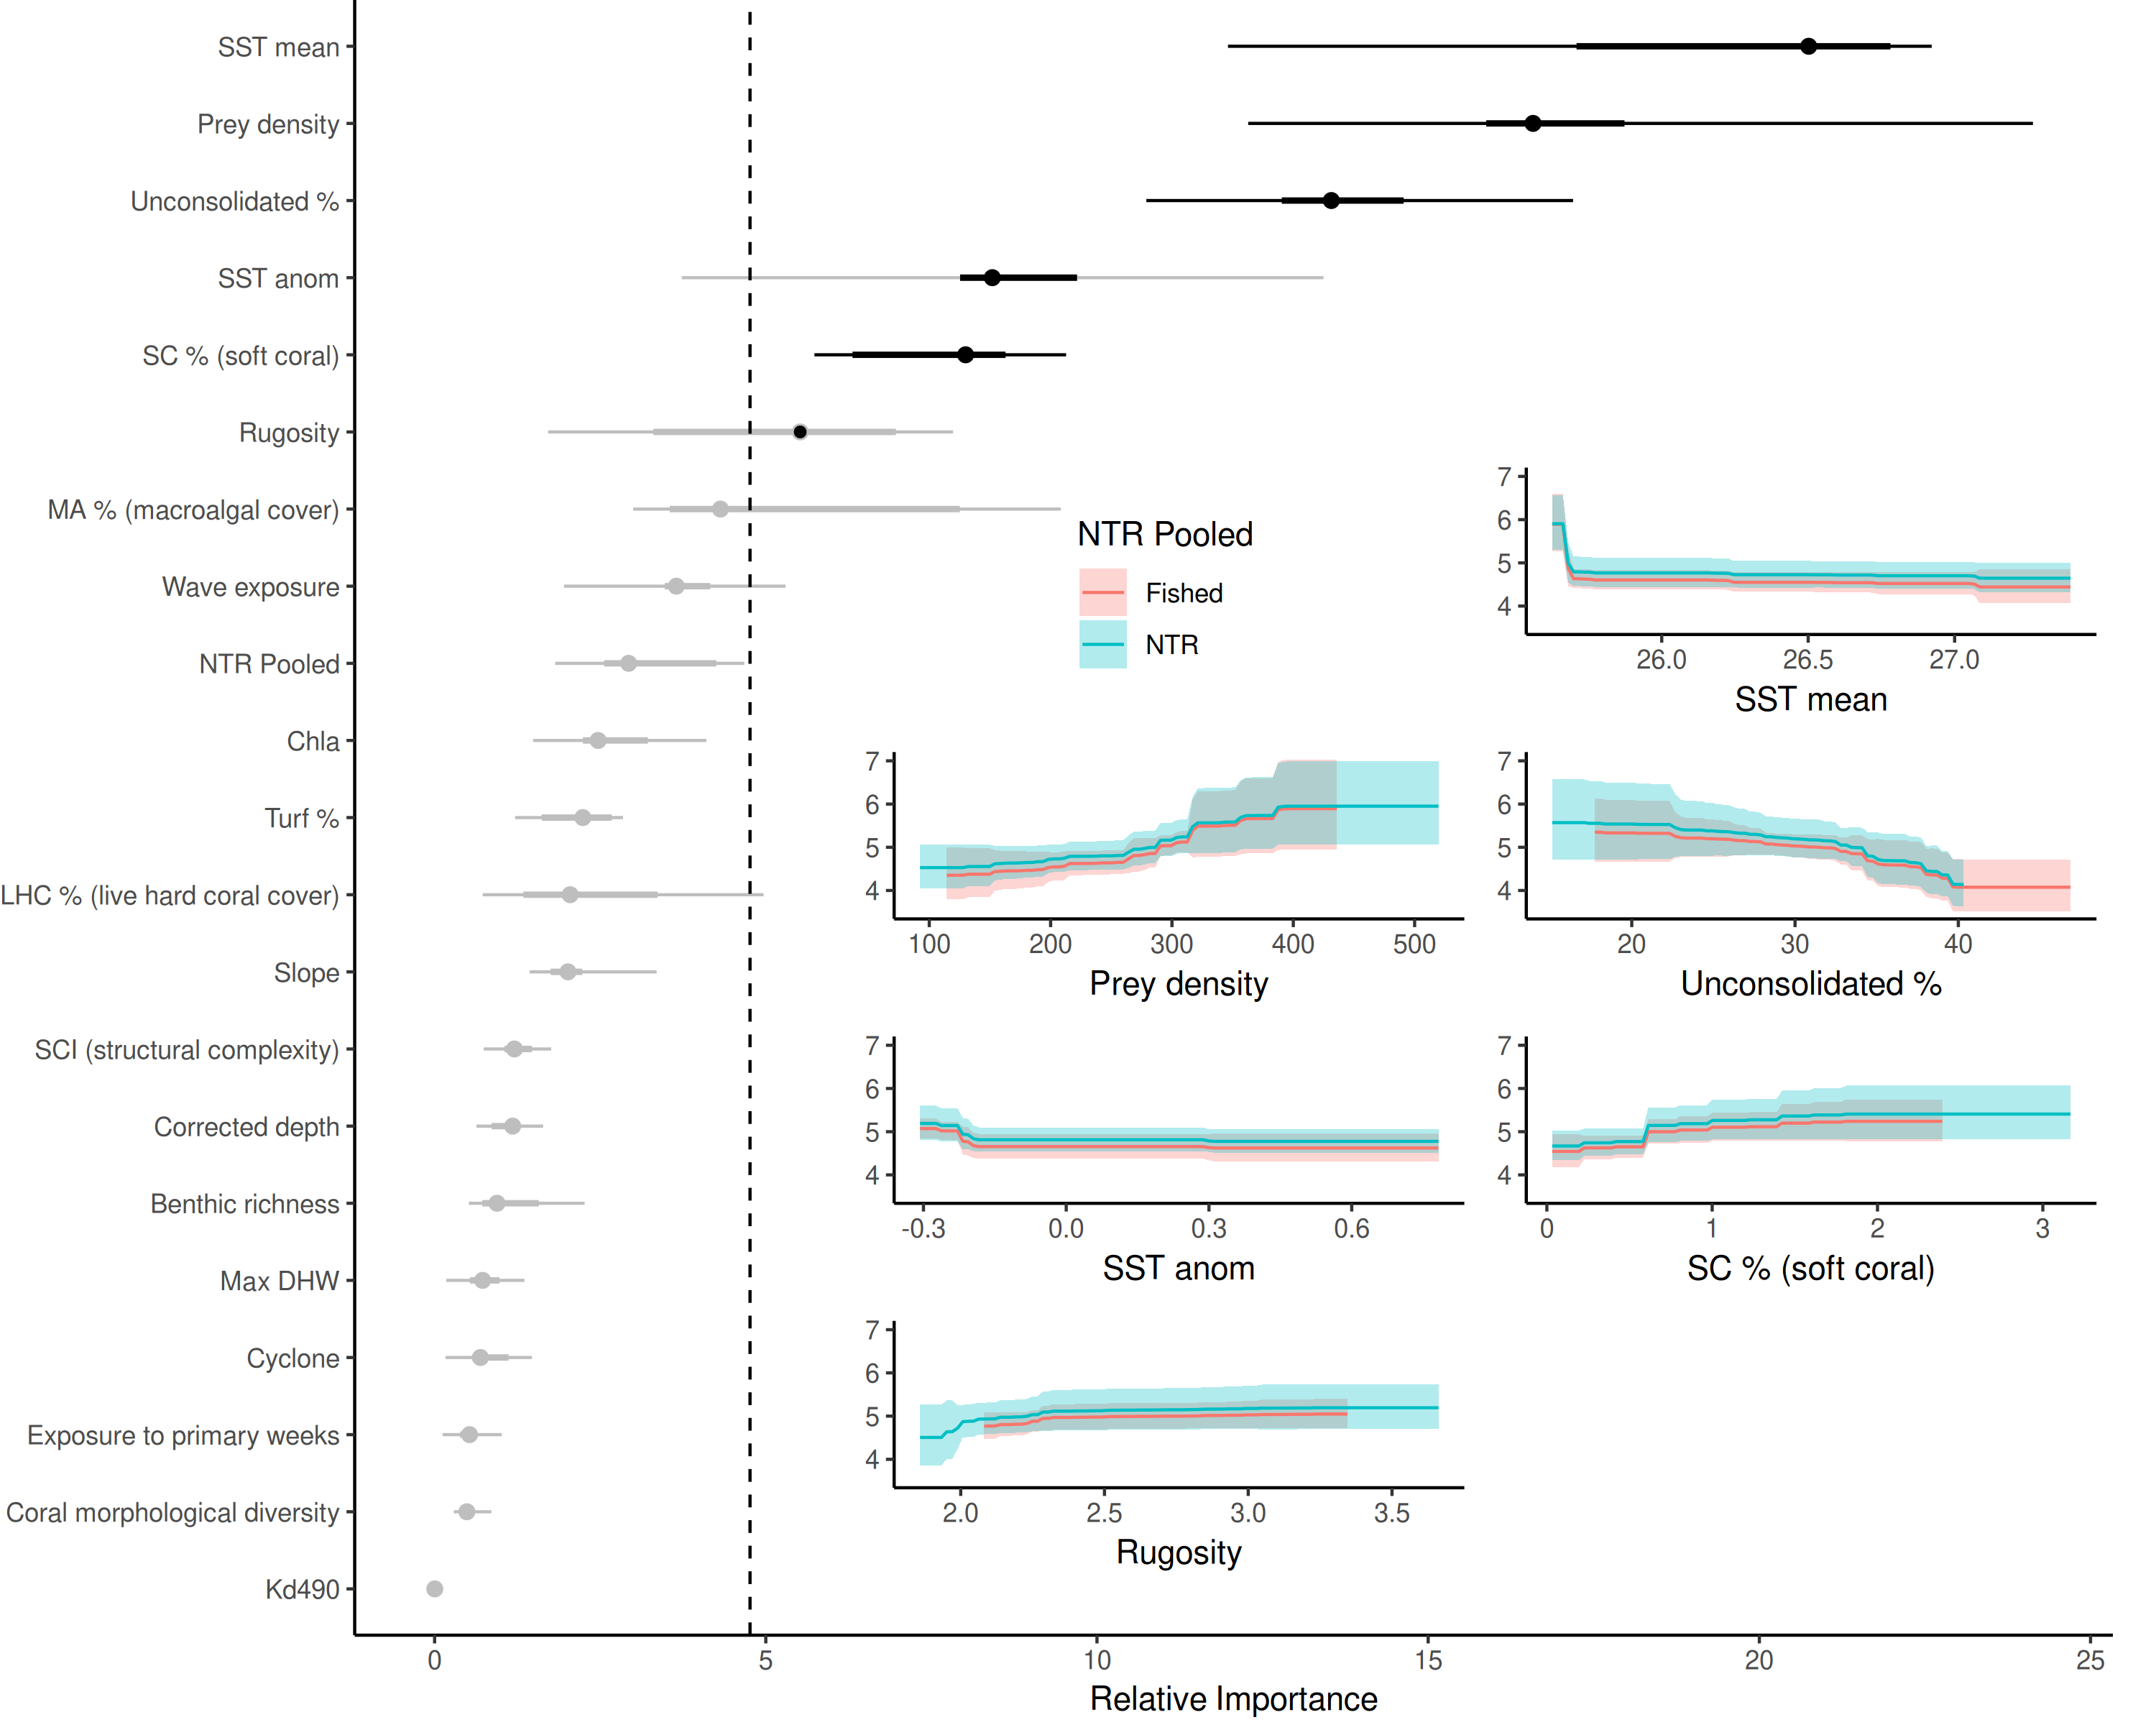 SST mean
Prey density
Unconsolidated %
SST anom
SC % (soft coral)
Rugosity
MA % (macroalgal cover)
Wave exposure
NTR Pooled
Chla
Turf %
LHC % (live hard coral cover)
Slope
SCI (structural complexity)
Corrected depth
Benthic richness
Max DHW
Cyclone
Exposure to primary weeks
Coral morphological diversity
Kd490
0 5 10 15 20 25
Relative Importance
NTR Pooled
Fished
NTR
7
6
5
4
26.0 26.5 27.0
SST mean
7
6
5
4
100 200 300 400 500
Prey density
7
6
5
4
20 30 40
Unconsolidated %
7
6
5
4
-0.3 0.0 0.3 0.6
SST anom
7
6
5
4
0 1 2 3
SC % (soft coral)
7
6
5
4
2.0 2.5 3.0 3.5
Rugosity